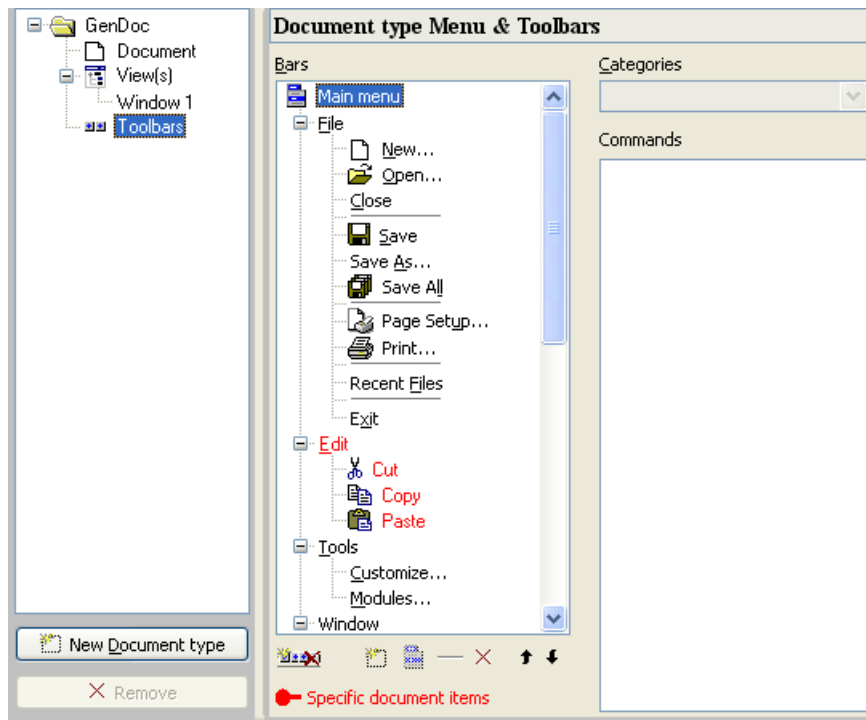 GenDoc
Document
View(s)
Window 1
Toolbars
New Document type
Remove
Document type Menu & Toolbars
Bars
Main menu
File
New...
Open...
Close
Save
Save As...
Save All
Page Setup...
Print...
Recent Files
Exit
Edit
Cut
Copy
Paste
Tools
Customize...
Modules...
Window
Specific document items
Categories
Commands